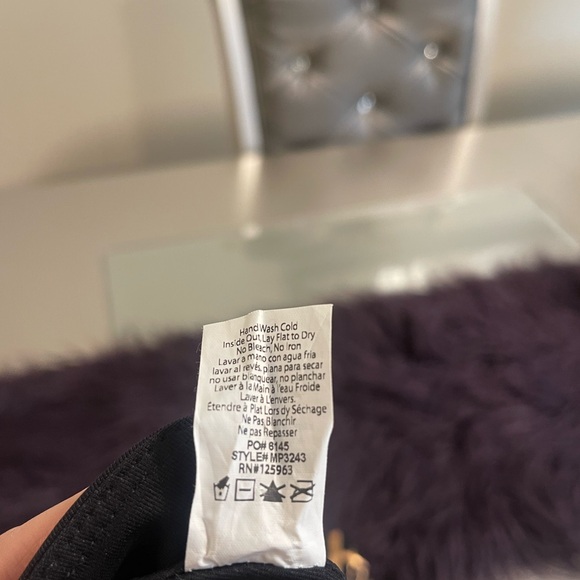 Hand Wash Cold
Inside Out, Lay Flat to Dry
No Bleach, No Iron
Lavar a mano con agua fria
lavar al revés, plana para secar
no usar blanquear, no planchar
Laver à la Main à l'eau Froide
Laver à L'envers.
Étendre à Plat Lors dy Séchage
Ne Pas Blanchir
Ne pas Repasser
PO# 8145
STYLE# MP3243
RN#125963